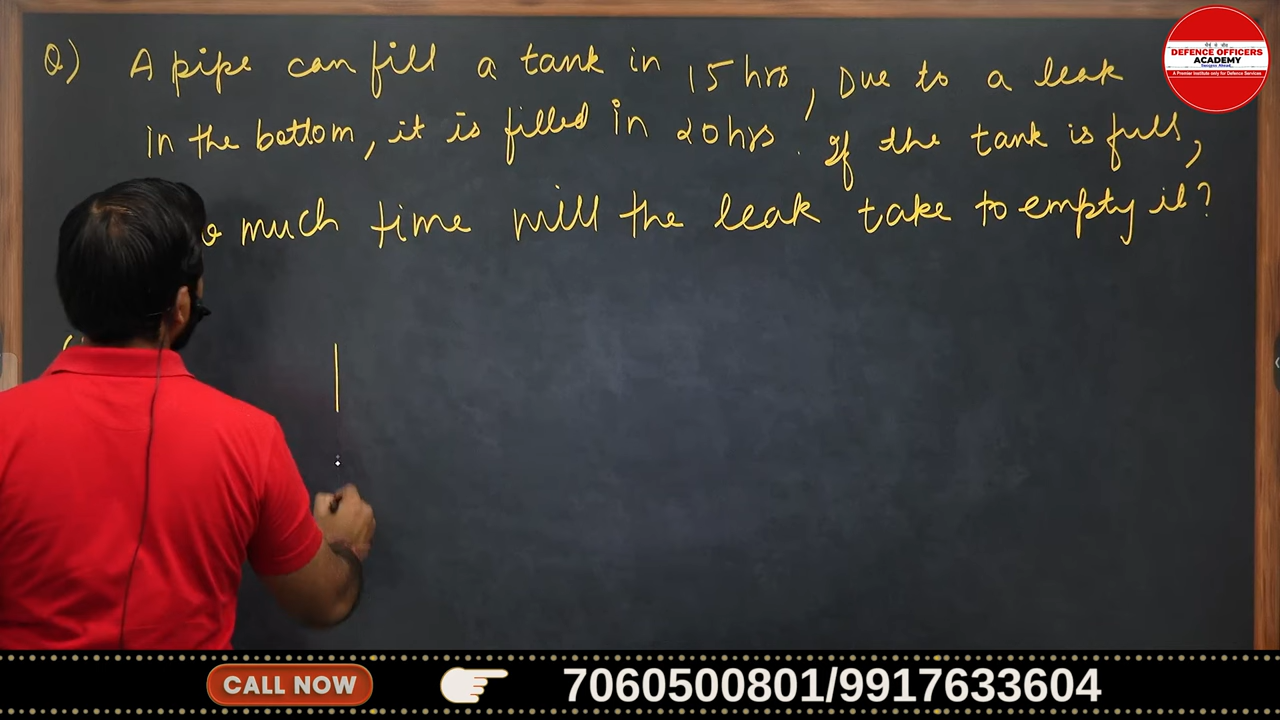 Q) A pipe can fill a tank in 15 hrs, Due to a leak
in the bottom, it is filled in 20 hrs. If the tank is full,
much time will the leak take to empty it?
DEFENCE OFFICERS
ACADEMY
A Premier Institute only for Defence Services
CALL NOW
7060500801/9917633604